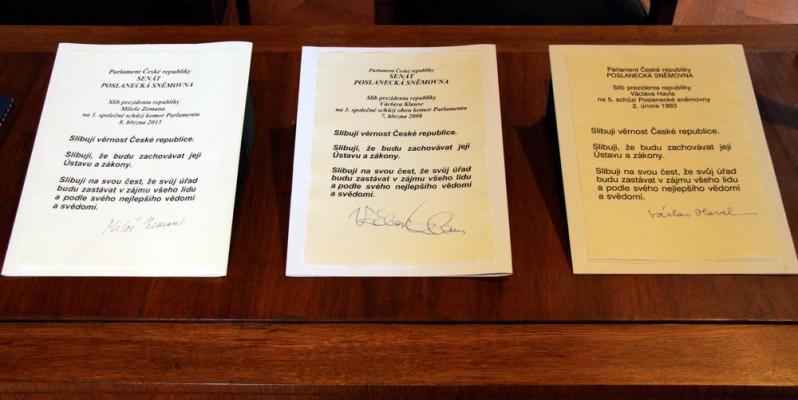 Parlament České republiky
SENÁT
POSLANECKÁ SNĚMOVNA
Slib prezidenta republiky
Miloše Zemana
na 1. společné schůzi komor Parlamentu
8. března 2013
Slibuji věrnost České republice.
Slibuji, že budu zachovávat její
Ústavu a zákony.
Slibuji na svou čest, že svůj úřad
budu zastávat v zájmu všeho lidu
a podle svého nejlepšího vědomí
a svědomí.
Miloš Zeman
Parlament České republiky
SENÁT
POSLANECKÁ SNĚMOVNA
Slib prezidenta republiky
Václava Klause
na 3. společné schůzi obou komor Parlamentu
7. března 2008
Slibuji věrnost České republice.
Slibuji, že budu zachovávat její
Ústavu a zákony.
Slibuji na svou čest, že svůj úřad
budu zastávat v zájmu všeho lidu
a podle svého nejlepšího vědomí
a svědomí.
Václav Klaus
Parlament České republiky
POSLANECKÁ SNĚMOVNA
Slib prezidenta republiky
Václava Havla
na 5. schůzi Poslanecké sněmovny
2. února 1993
Slibuji věrnost České republice.
Slibuji, že budu zachovávat její
Ústavu a zákony.
Slibuji na svou čest, že svůj úřad
budu zastávat v zájmu všeho lidu
a podle svého nejlepšího vědomí
a svědomí.
Václav Havel